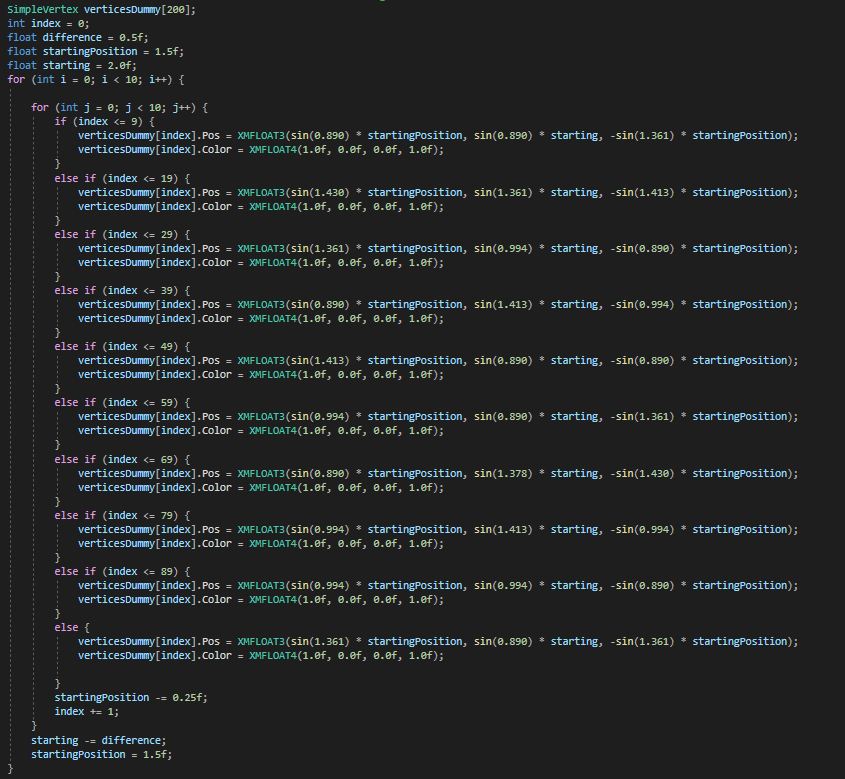 SimpleVertex verticesDummy[200];
int index = 0;
float difference = 0.5f;
float startingPosition = 1.5f;
float starting = 2.0f;
for (int i = 0; i < 10; i++) {
for (int j = 0; j < 10; j++) {
if (index <= 9) {
verticesDummy[index].Pos = XMFLOAT3(sin(0.890) * startingPosition, sin(0.890) * starting, -sin(1.361) * startingPosition);
verticesDummy[index].Color = XMFLOAT4(1.0f, 0.0f, 0.0f, 1.0f);
}
else if (index <= 19) {
verticesDummy[index].Pos = XMFLOAT3(sin(1.430) * startingPosition, sin(1.361) * starting, -sin(1.413) * startingPosition);
verticesDummy[index].Color = XMFLOAT4(1.0f, 0.0f, 0.0f, 1.0f);
}
else if (index <= 29) {
verticesDummy[index].Pos = XMFLOAT3(sin(1.361) * startingPosition, sin(0.994) * starting, -sin(0.890) * startingPosition);
verticesDummy[index].Color = XMFLOAT4(1.0f, 0.0f, 0.0f, 1.0f);
}
else if (index <= 39) {
verticesDummy[index].Pos = XMFLOAT3(sin(0.890) * startingPosition, sin(1.413) * starting, -sin(0.994) * startingPosition);
verticesDummy[index].Color = XMFLOAT4(1.0f, 0.0f, 0.0f, 1.0f);
}
else if (index <= 49) {
verticesDummy[index].Pos = XMFLOAT3(sin(1.413) * startingPosition, sin(0.890) * starting, -sin(0.890) * startingPosition);
verticesDummy[index].Color = XMFLOAT4(1.0f, 0.0f, 0.0f, 1.0f);
}
else if (index <= 59) {
verticesDummy[index].Pos = XMFLOAT3(sin(0.994) * startingPosition, sin(0.890) * starting, -sin(1.361) * startingPosition);
verticesDummy[index].Color = XMFLOAT4(1.0f, 0.0f, 0.0f, 1.0f);
}
else if (index <= 69) {
verticesDummy[index].Pos = XMFLOAT3(sin(0.890) * startingPosition, sin(1.378) * starting, -sin(1.430) * startingPosition);
verticesDummy[index].Color = XMFLOAT4(1.0f, 0.0f, 0.0f, 1.0f);
}
else if (index <= 79) {
verticesDummy[index].Pos = XMFLOAT3(sin(0.994) * startingPosition, sin(1.413) * starting, -sin(0.994) * startingPosition);
verticesDummy[index].Color = XMFLOAT4(1.0f, 0.0f, 0.0f, 1.0f);
}
else if (index <= 89) {
verticesDummy[index].Pos = XMFLOAT3(sin(0.994) * startingPosition, sin(0.994) * starting, -sin(0.890) * startingPosition);
verticesDummy[index].Color = XMFLOAT4(1.0f, 0.0f, 0.0f, 1.0f);
}
else {
verticesDummy[index].Pos = XMFLOAT3(sin(1.361) * startingPosition, sin(0.890) * starting, -sin(1.361) * startingPosition);
verticesDummy[index].Color = XMFLOAT4(1.0f, 0.0f, 0.0f, 1.0f);
}
startingPosition -= 0.25f;
index += 1;
}
starting -= difference;
startingPosition = 1.5f;
}